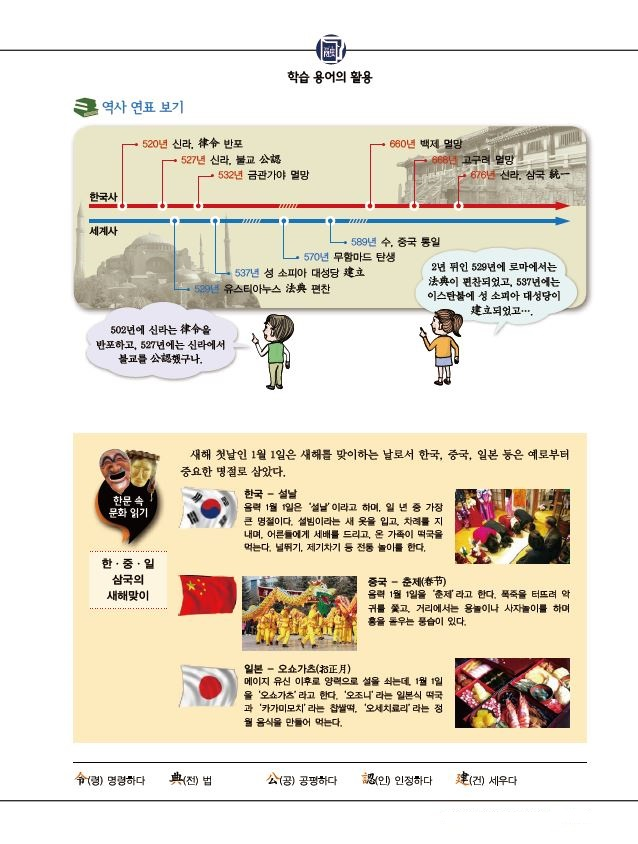 학습 용어의 활용
역사 연표 보기
520년 신라, 律令 반포
527년 신라, 불교 公認
532년 금관가야 멸망
660년 백제 멸망
668년 고구려 멸망
676년 신라, 삼국 統一
한국사
세계사
589년 수, 중국 통일
570년 무함마드 탄생
537년 성 소피아 대성당 建立
529년 유스티아누스 法典 편찬
502년에 신라는 律令을
반포하고, 527년에는 신라에서
불교를 公認했구나.
2년 뒤인 529년에 로마에서는
法典이 편찬되었고, 537년에는
이스탄불에 성 소피아 대성당이
建立되었고….
한문 속
문화 읽기
한·중·일
삼국의
새해맞이
새해 첫날인 1월 1일은 새해를 맞이하는 날로서 한국, 중국, 일본 등은 예로부터
중요한 명절로 삼았다.
한국 – 설날
음력 1월 1일은 '설날'이라고 하며, 일 년 중 가장
큰 명절이다. 설빔이라는 새 옷을 입고, 차례를 지
내며, 어른들에게 세배를 드리고, 온 가족이 떡국을
먹는다. 널뛰기, 제기차기 등 전통 놀이를 한다.
중국 – 춘제(春节)
음력 1월 1일을 '춘제'라고 한다. 폭죽을 터뜨려 악
귀를 쫓고, 거리에서는 용놀이나 사자놀이를 하며
흥을 돋우는 풍습이 있다.
일본 – 오쇼가츠(お正月)
메이지 유신 이후로 양력으로 설을 쇠는데, 1월 1일
을 '오쇼가츠'라고 한다. '오조니'라는 일본식 떡국
과 '카가미모치'라는 찹쌀떡, '오세치료리'라는 정
월 음식을 만들어 먹는다.
令(령) 명령하다 典(전) 법 公(공) 공평하다 認(인) 인정하다 建(건) 세우다